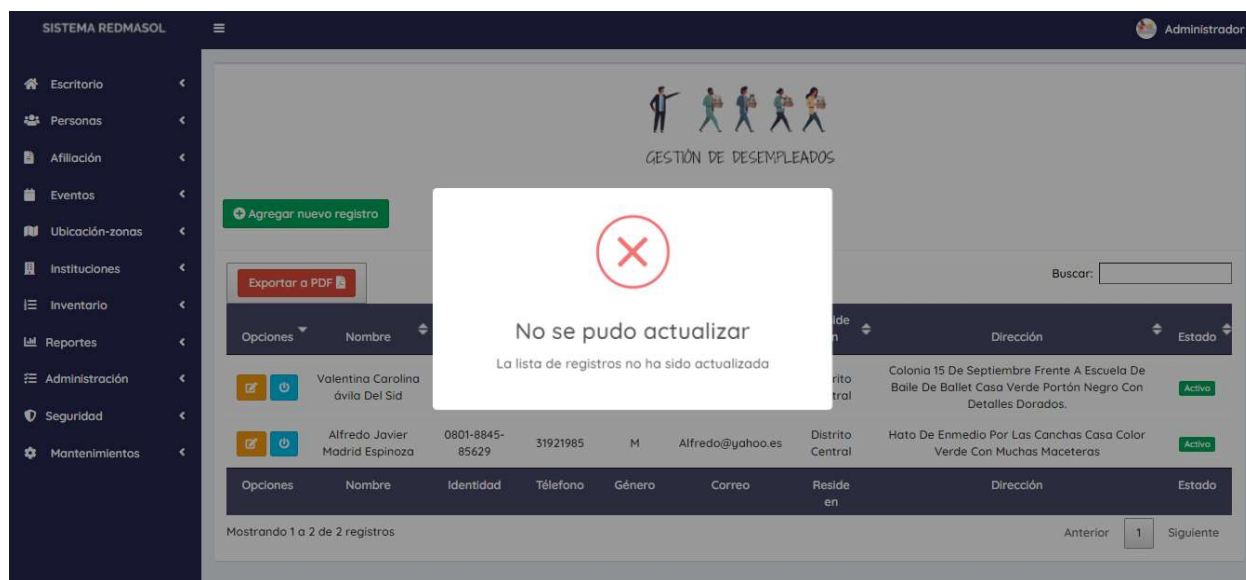 SISTEMA REDMASOL
Administrador
Escritorio
Personas
Afiliación
Eventos
Ubicación-zonas
Instituciones
Inventario
Reportes
Administración
Seguridad
Mantenimientos
GESTIÓN DE DESEMPLEADOS
Agregar nuevo registro
Exportar a PDF
Buscar:
No se pudo actualizar
La lista de registros no ha sido actualizada
Opciones Nombre Dirección Estado
Valentina Carolina
ávila Del Sid
Colonia 15 De Septiembre Frente A Escuela De
Baile De Ballet Casa Verde Portón Negro Con
Detalles Dorados.
Activo
Alfredo Javier
Madrid Espinoza
0801-8845-
85629
31921985
M
Alfredo@yahoo.es
Distrito
Central
Hato De Enmedio Por Las Canchas Casa Color
Verde Con Muchas Maceteras
Activo
Opciones Nombre Identidad Télefono Género Correo Reside
en
Dirección Estado
Mostrando 1 a 2 de 2 registros
Anterior 1 Siguiente